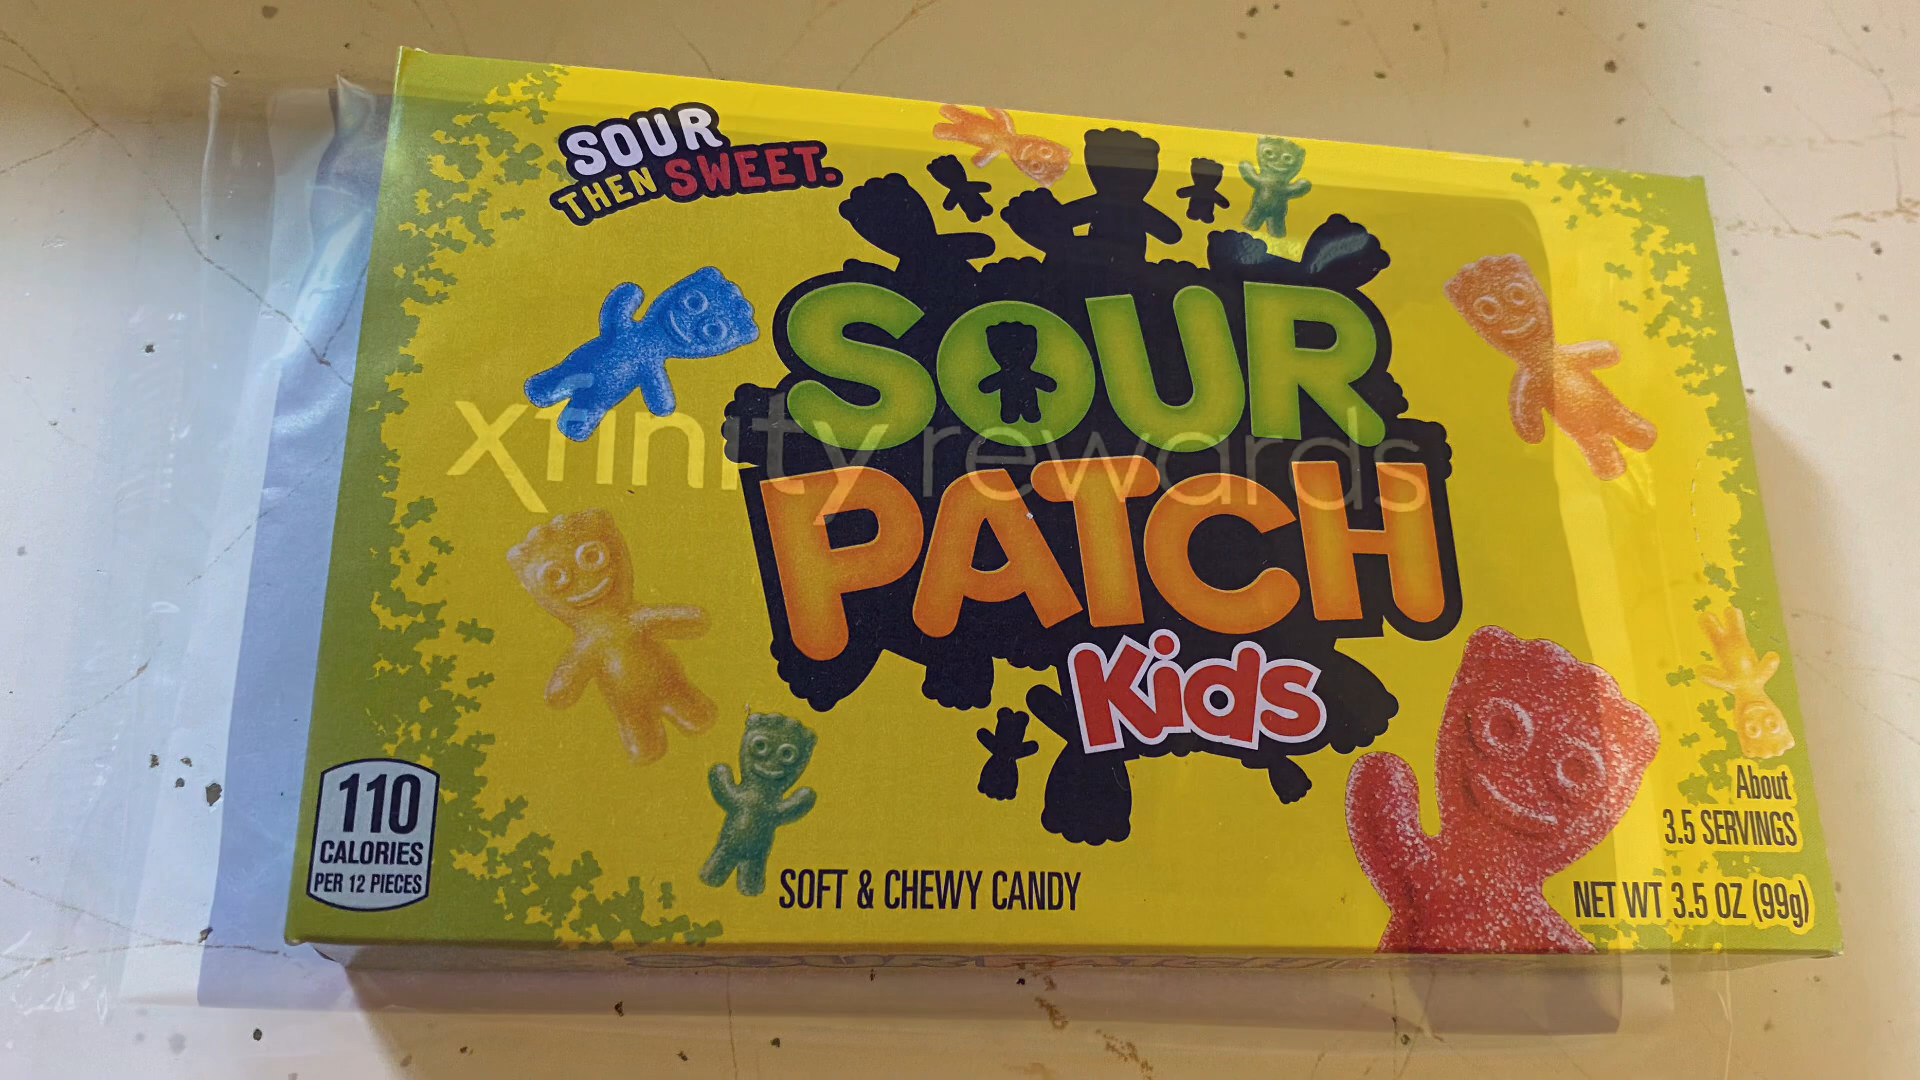 SOUR
THEN SWEET.
SOUR
xfinity rewards
PATCH
Kids
110
CALORIES
PER 12 PIECES
SOFT & CHEWY CANDY
About
3.5 SERVINGS
NET WT 3.5 OZ (99g)